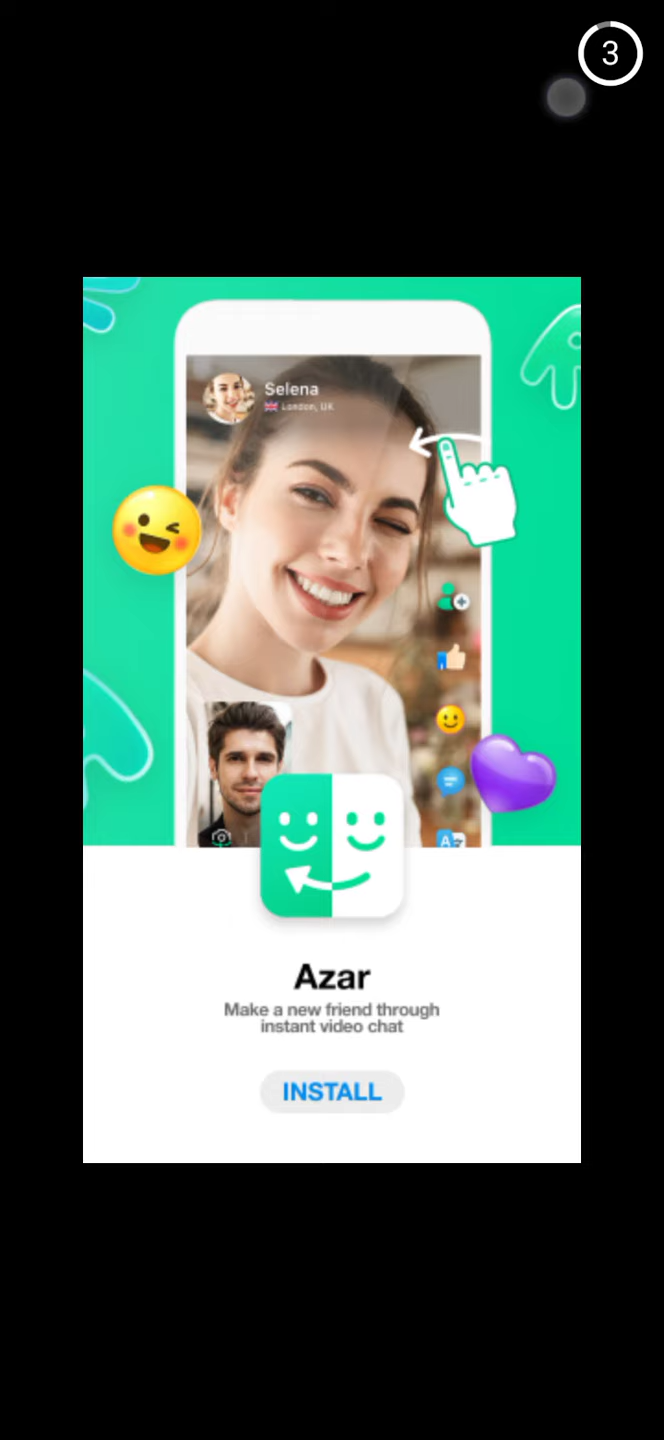 3
Selena
London, UK
Azar
Make a new friend through
instant video chat
INSTALL